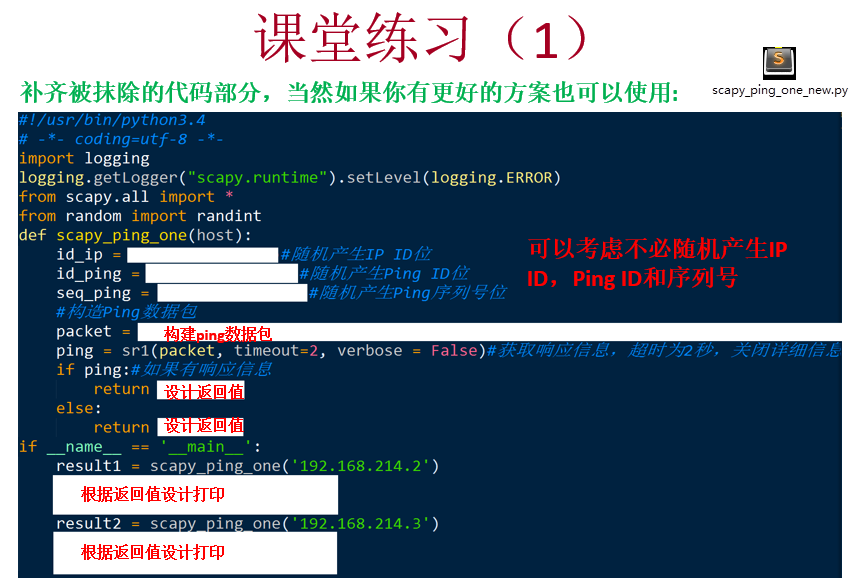 课堂练习（1）
S
scapy_ping_one_new.py
补齐被抹除的代码部分，当然如果你有更好的方案也可以使用:
#!/usr/bin/python3.4
# -*- coding=utf-8 -*-
import logging
logging.getLogger("scapy.runtime").setLevel(logging.ERROR)
from scapy.all import *
from random import randint
def scapy_ping_one(host):
id_ip = #随机产生IP ID位
id_ping = #随机产生Ping ID位
seq_ping = #随机产生Ping序列号位
可以考虑不必随机产生IP
ID，Ping ID和序列号
#构造Ping数据包
packet = 构建ping数据包
ping = sr1(packet, timeout=2, verbose = False)#获取响应信息，超时为2秒，关闭详细信息
if ping:#如果有响应信息
return 设计返回值
else:
return 设计返回值
if __name__ == '__main__':
result1 = scapy_ping_one('192.168.214.2')
根据返回值设计打印
result2 = scapy_ping_one('192.168.214.3')
根据返回值设计打印